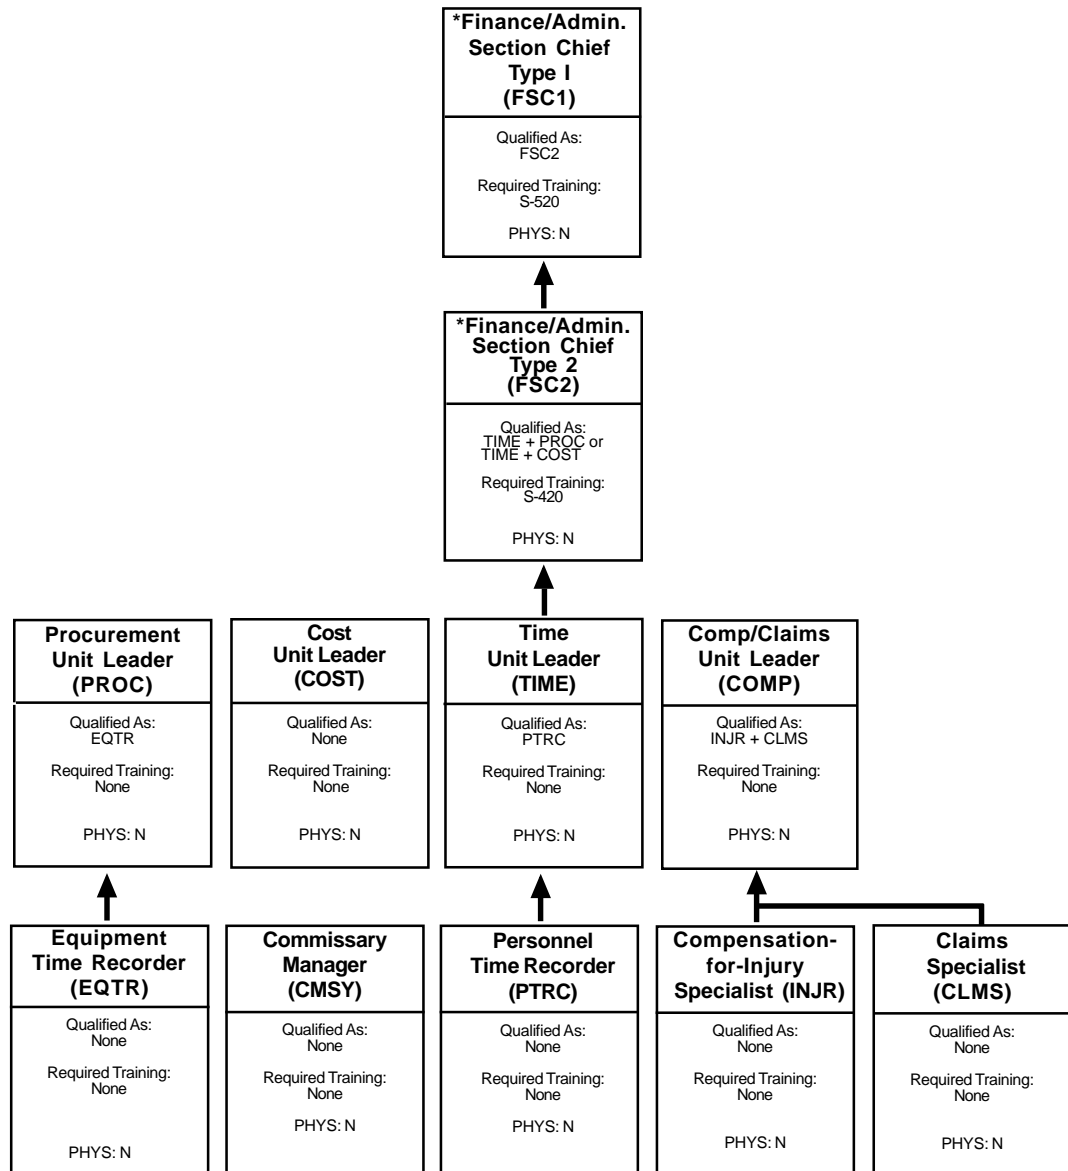 *Finance/Admin.
Section Chief
Type I
(FSC1)
Qualified As:
FSC2
Required Training:
S-520
PHYS: N
*Finance/Admin.
Section Chief
Type 2
(FSC2)
Qualified As:
TIME + PROC or
TIME + COST
Required Training:
S-420
PHYS: N
Procurement
Unit Leader
(PROC)
Qualified As:
EQTR
Required Training:
None
PHYS: N
Cost
Unit Leader
(COST)
Qualified As:
None
Required Training:
None
PHYS: N
Time
Unit Leader
(TIME)
Qualified As:
PTRC
Required Training:
None
PHYS: N
Comp/Claims
Unit Leader
(COMP)
Qualified As:
INJR + CLMS
Required Training:
None
PHYS: N
Equipment
Time Recorder
(EQTR)
Qualified As:
None
Required Training:
None
PHYS: N
Commissary
Manager
(CMSY)
Qualified As:
None
Required Training:
None
PHYS: N
Personnel
Time Recorder
(PTRC)
Qualified As:
None
Required Training:
None
PHYS: N
Compensation-
for-Injury
Specialist (INJR)
Qualified As:
None
Required Training:
None
PHYS: N
Claims
Specialist
(CLMS)
Qualified As:
None
Required Training:
None
PHYS: N